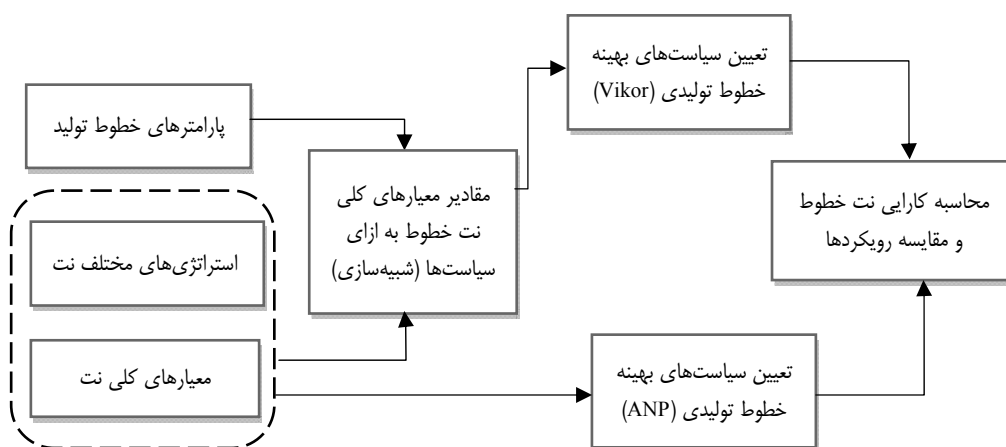 پارامترهای خطوط تولید
استراتژی‌های مختلف نت
معیارهای کلی نت
مقادیر معیارهای کلی
نت خطوط به ازای
سیاست‌ها (شبیه‌سازی)
تعیین سیاست‌های بهینه
خطوط تولیدی (Vikor)
تعیین سیاست‌های بهینه
خطوط تولیدی (ANP)
محاسبه کارایی نت خطوط
و مقایسه رویکردها